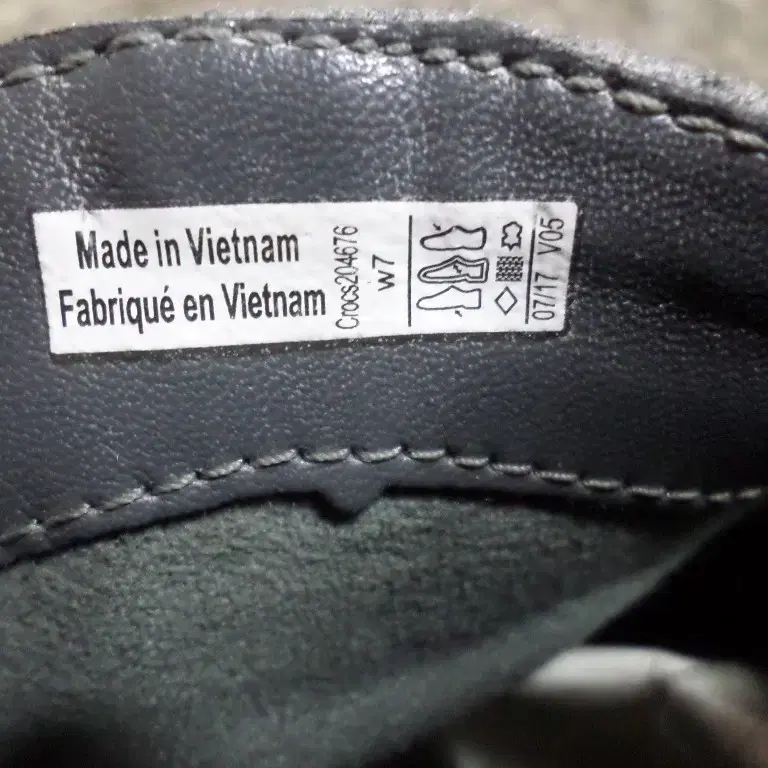 Made in Vietnam
Fabriqué en Vietnam
Crocs204676
W7
07/17 V05